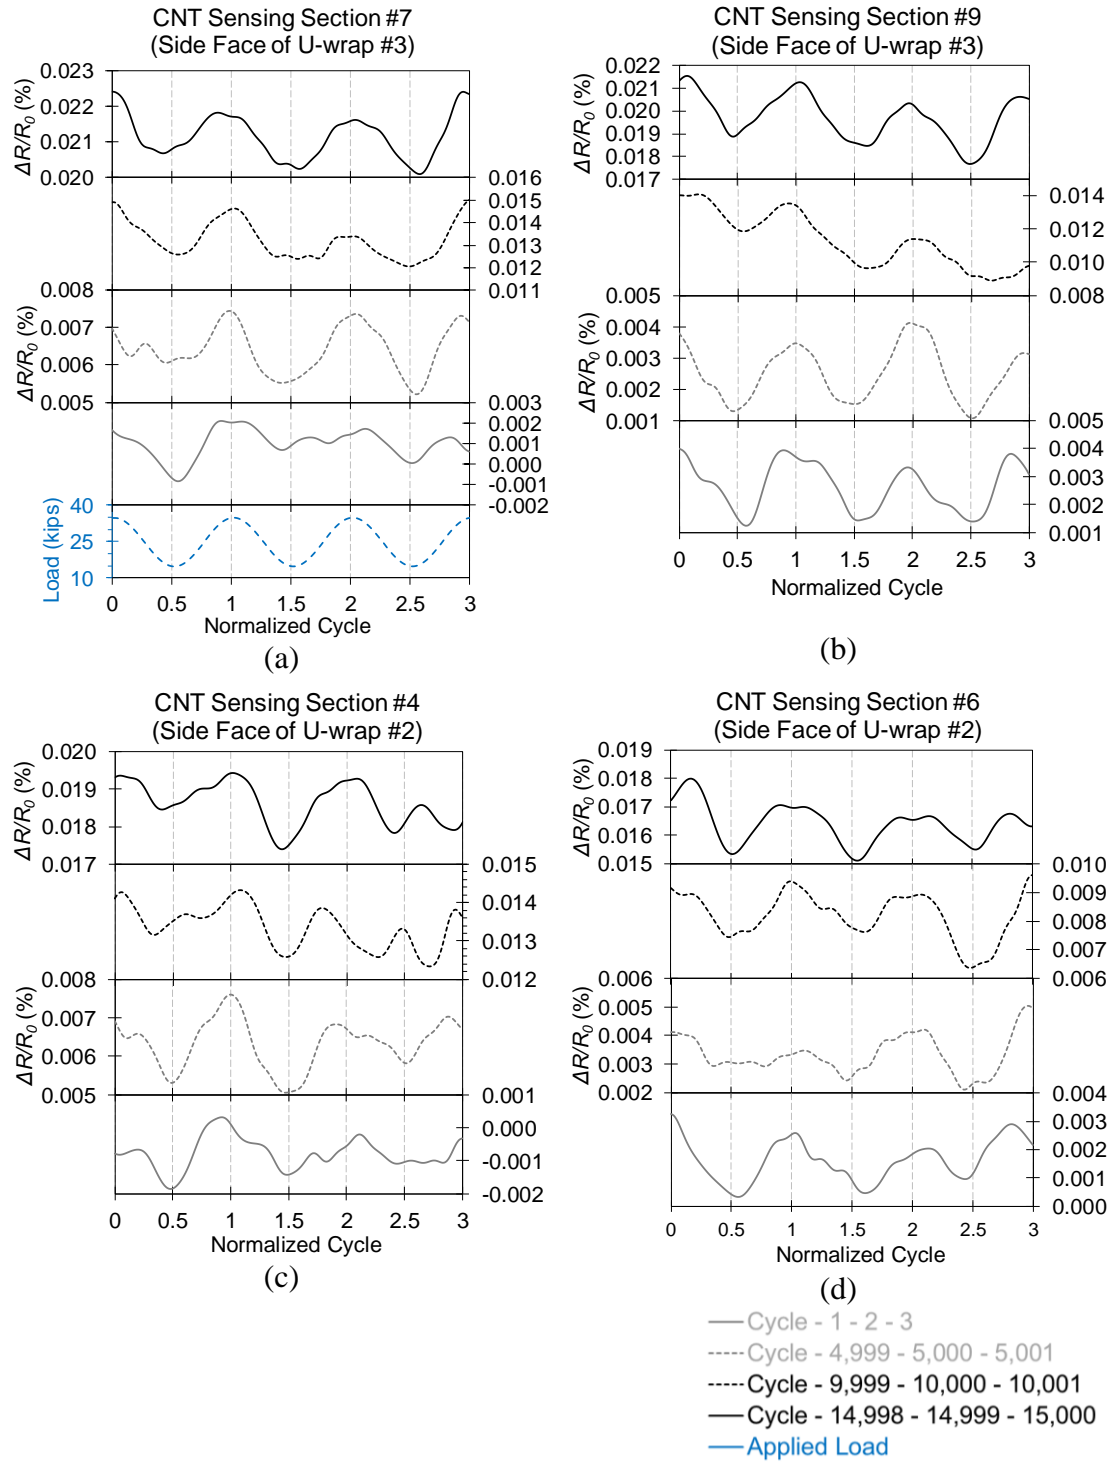 CNT Sensing Section #7
(Side Face of U-wrap #3)
0.023
0.022
0.021
0.020
ΔR/R0 (%)
0.016
0.015
0.014
0.013
0.012
0.011
0.008
0.007
0.006
0.005
ΔR/R0 (%)
0.003
0.002
0.001
0.000
-0.001
-0.002
40
25
10
Load (kips)
0 0.5 1 1.5 2 2.5 3
Normalized Cycle
(a)
CNT Sensing Section #9
(Side Face of U-wrap #3)
0.022
0.021
0.020
0.019
0.018
0.017
ΔR/R0 (%)
0.014
0.012
0.010
0.008
0.005
0.004
0.003
0.002
0.001
ΔR/R0 (%)
0.005
0.004
0.003
0.002
0.001
0 0.5 1 1.5 2 2.5 3
Normalized Cycle
(b)
CNT Sensing Section #4
(Side Face of U-wrap #2)
0.020
0.019
0.018
0.017
ΔR/R0 (%)
0.015
0.014
0.013
0.012
0.008
0.007
0.006
0.005
ΔR/R0 (%)
0.001
0.000
-0.001
-0.002
0 0.5 1 1.5 2 2.5 3
Normalized Cycle
(c)
CNT Sensing Section #6
(Side Face of U-wrap #2)
0.019
0.018
0.017
0.016
0.015
ΔR/R0 (%)
0.010
0.009
0.008
0.007
0.006
0.006
0.005
0.004
0.003
0.002
ΔR/R0 (%)
0.004
0.003
0.002
0.001
0.000
0 0.5 1 1.5 2 2.5 3
Normalized Cycle
(d)
Cycle - 1 - 2 - 3
Cycle - 4,999 - 5,000 - 5,001
Cycle - 9,999 - 10,000 - 10,001
Cycle - 14,998 - 14,999 - 15,000
Applied Load